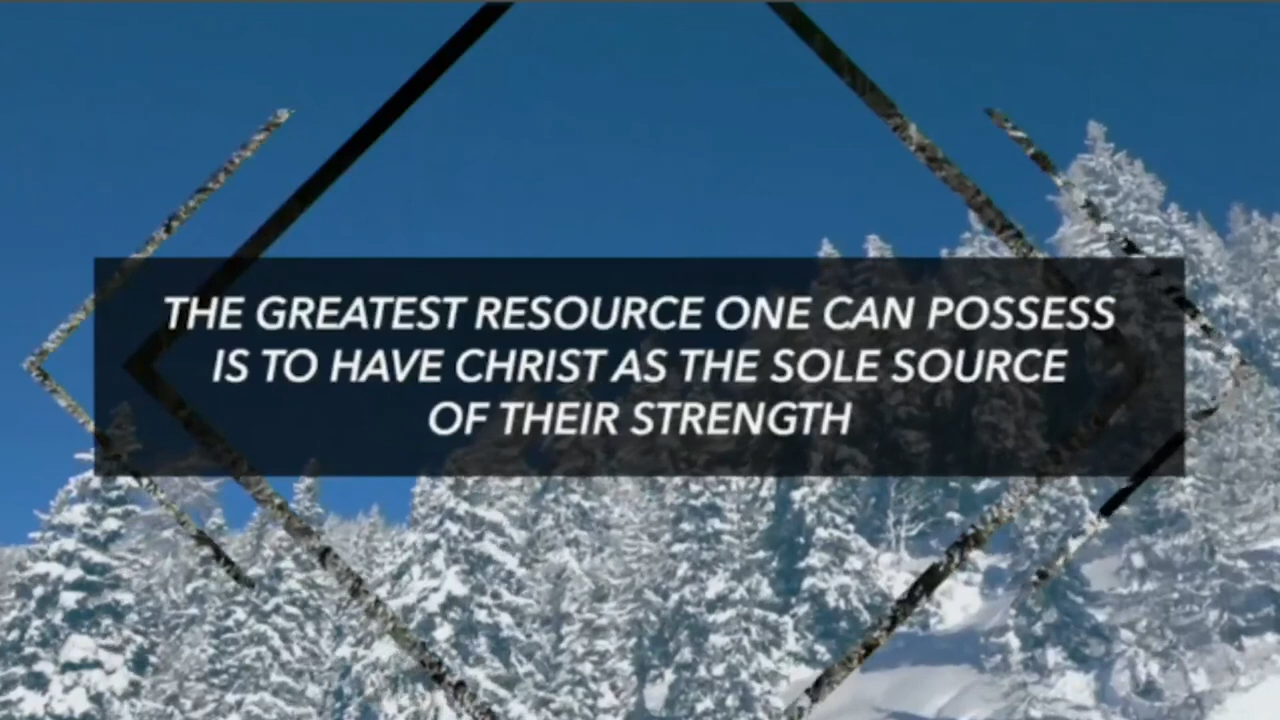 THE GREATEST RESOURCE ONE CAN POSSESS
IS TO HAVE CHRIST AS THE SOLE SOURCE
OF THEIR STRENGTH